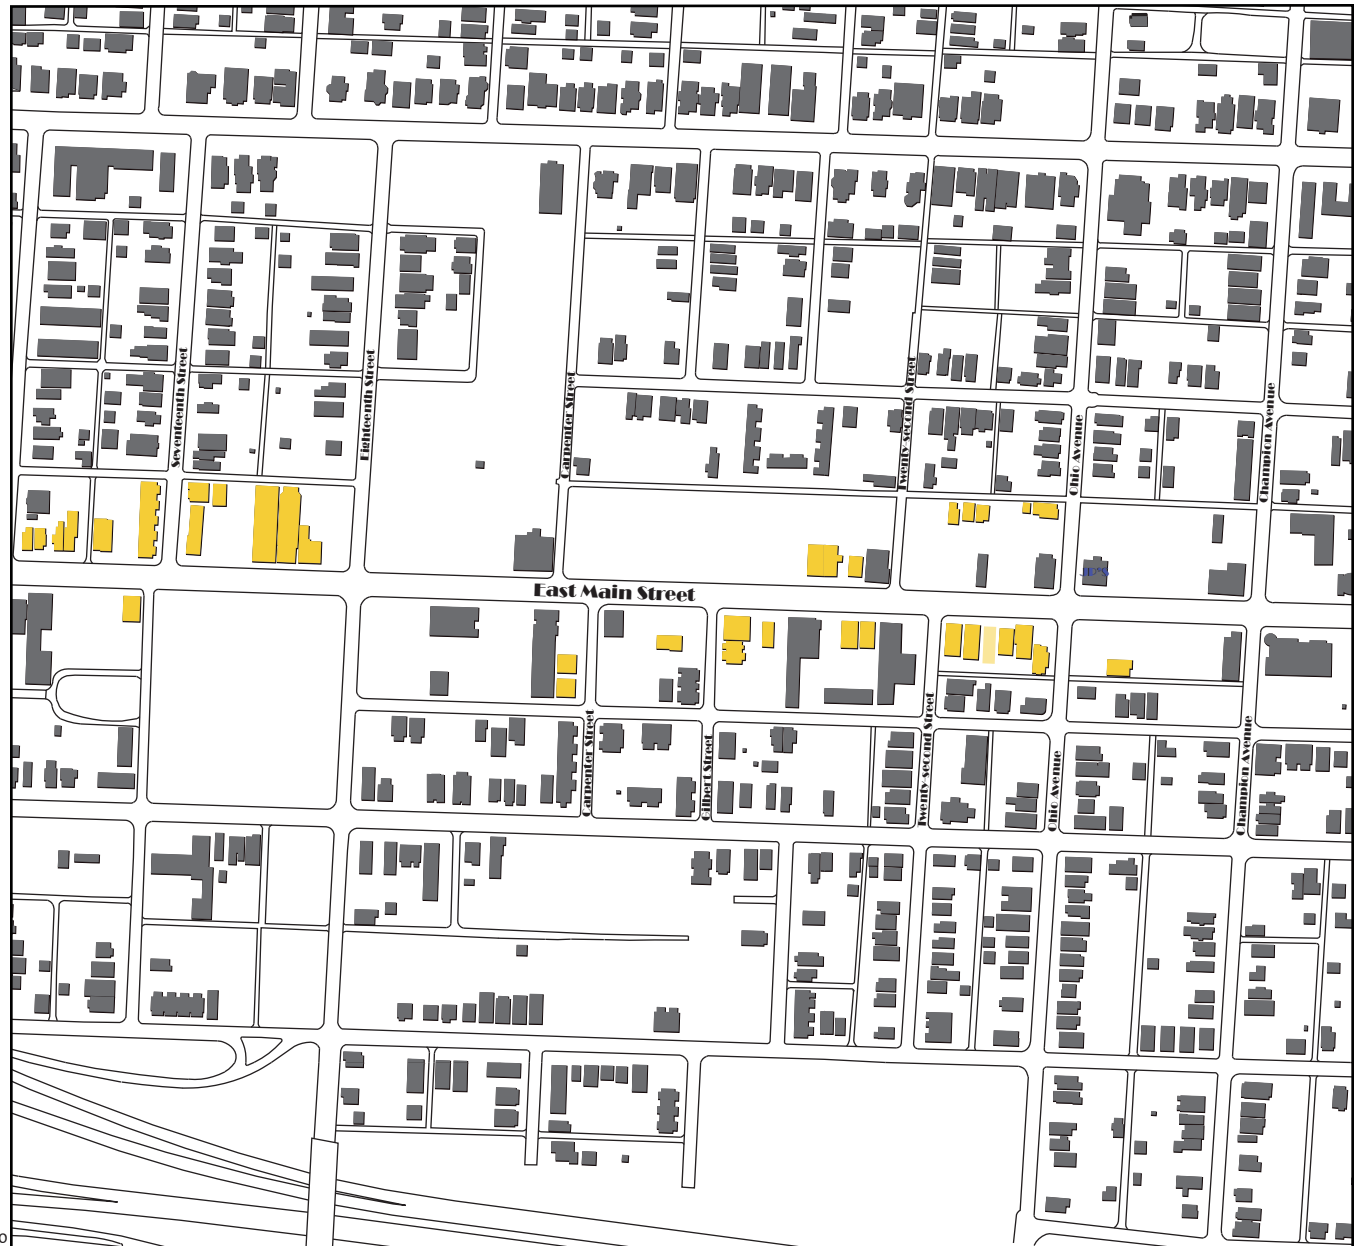 Seventeenth Street
Eighteenth Street
Carpenter Street
Twenty-second Street
Ohio Avenue
Champion Avenue
East Main Street
Carpenter Street
Gilbert Street
Twenty-second Street
Ohio Avenue
Champion Avenue